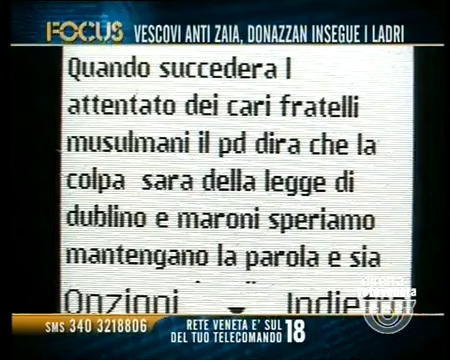 FOCUS VESCOVI ANTI ZAIA, DONAZZAN INSEGUE I LADRI
Quando succedera l
attentato dei cari fratelli
musulmani il pd dira che la
colpa sara della legge di
dublino e maroni speriamo
mantengano la parola e sia
Opzioni Indietro
SMS 340 3218806
RETE VENETA E' SUL
DEL TUO TELECOMANDO 18